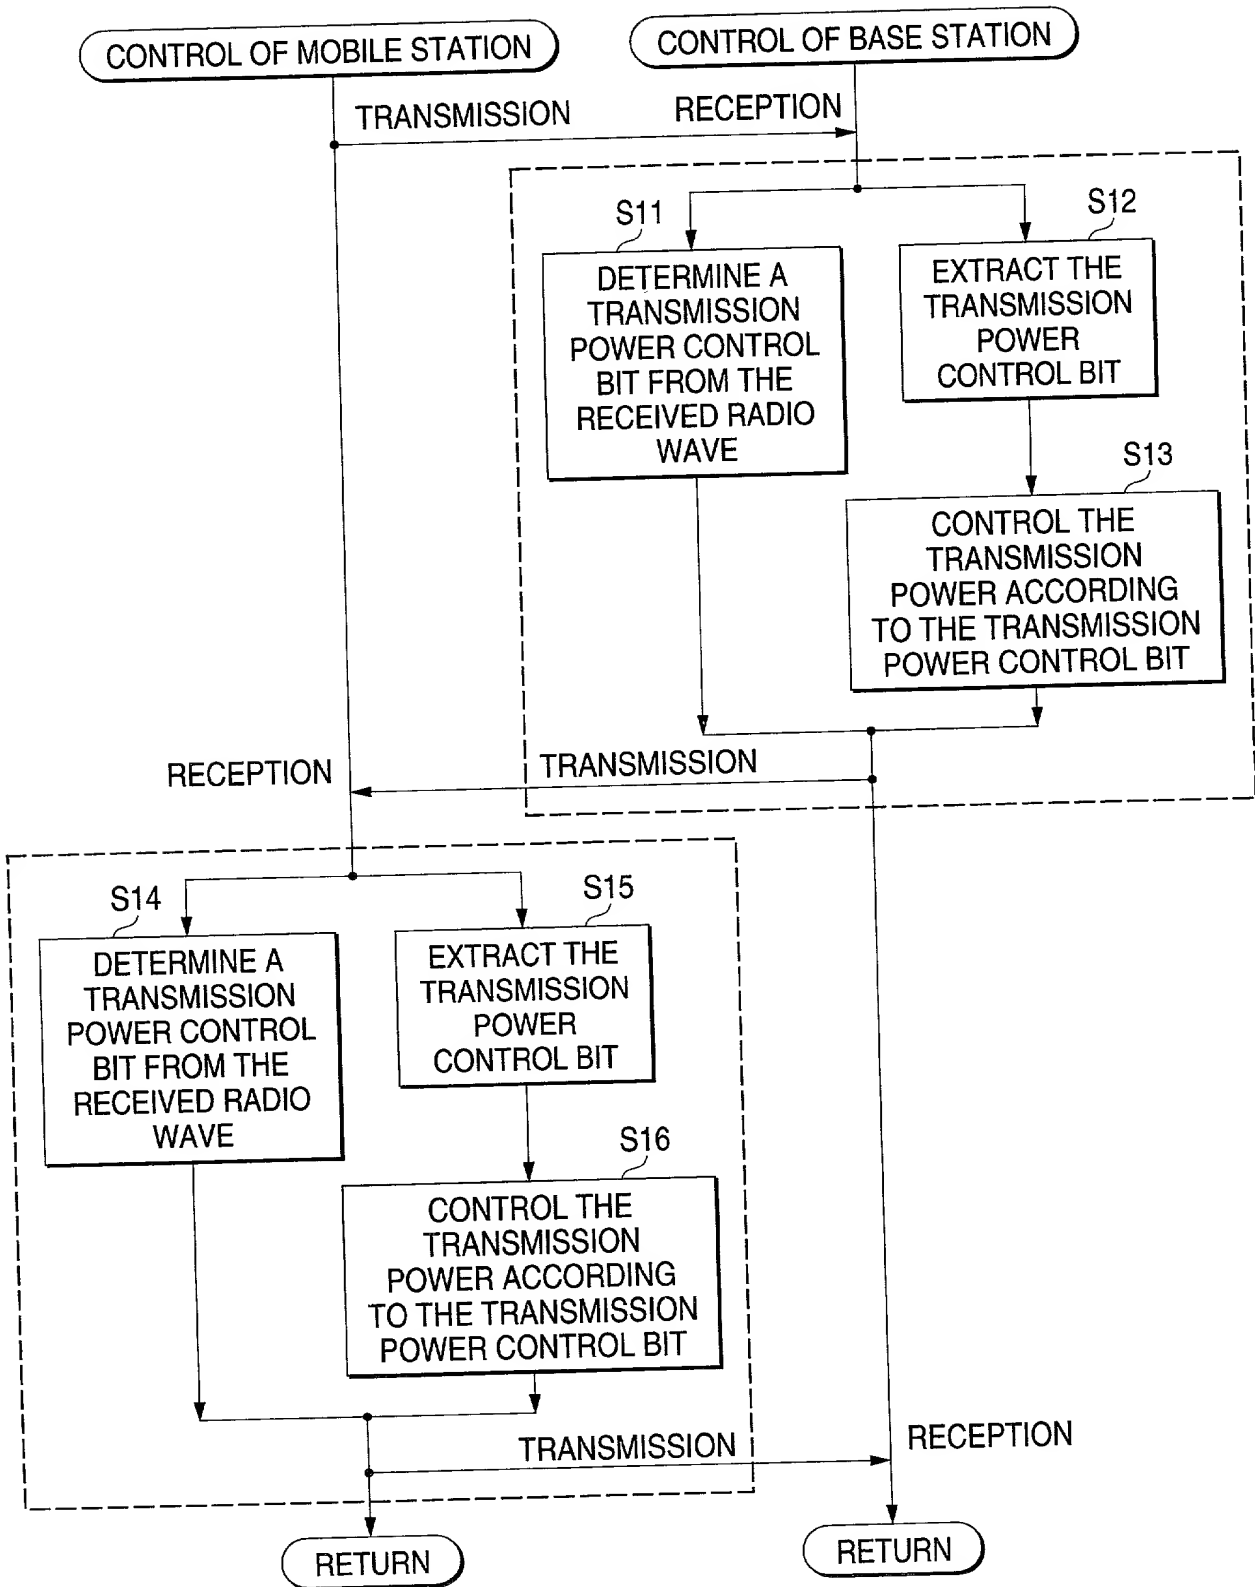 CONTROL OF MOBILE STATION
CONTROL OF BASE STATION
TRANSMISSION
RECEPTION
S11
DETERMINE A
TRANSMISSION
POWER CONTROL
BIT FROM THE
RECEIVED RADIO
WAVE
S12
EXTRACT THE
TRANSMISSION
POWER
CONTROL BIT
S13
CONTROL THE
TRANSMISSION
POWER ACCORDING
TO THE TRANSMISSION
POWER CONTROL BIT
RECEPTION
TRANSMISSION
S14
DETERMINE A
TRANSMISSION
POWER CONTROL
BIT FROM THE
RECEIVED RADIO
WAVE
S15
EXTRACT THE
TRANSMISSION
POWER
CONTROL BIT
S16
CONTROL THE
TRANSMISSION
POWER ACCORDING
TO THE TRANSMISSION
POWER CONTROL BIT
TRANSMISSION
RECEPTION
RETURN
RETURN